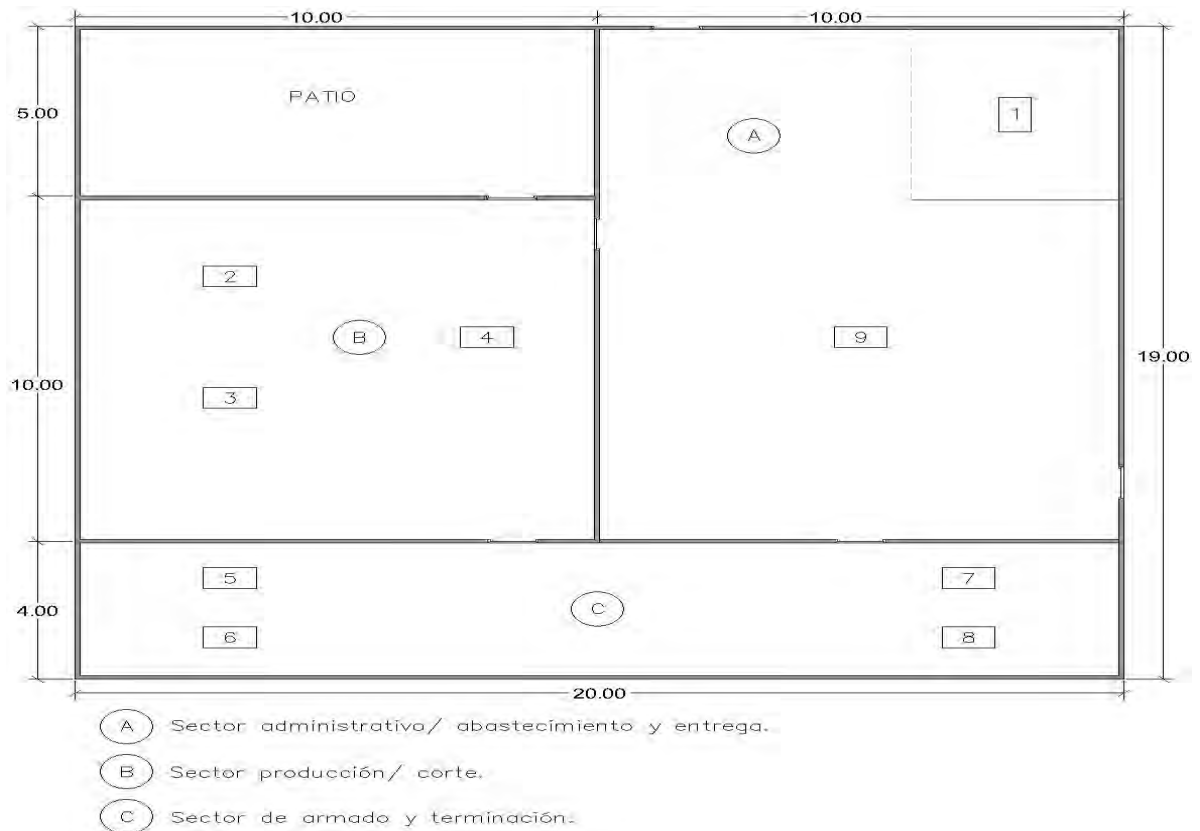 10.00 10.00
PATIO
5.00
1
A
2
B 4 9
19.00
10.00
3
5 7
C
4.00
6 8
20.00
A Sector administrativo/ abastecimiento y entrega.
B Sector producción/ corte.
C Sector de armado y terminación.